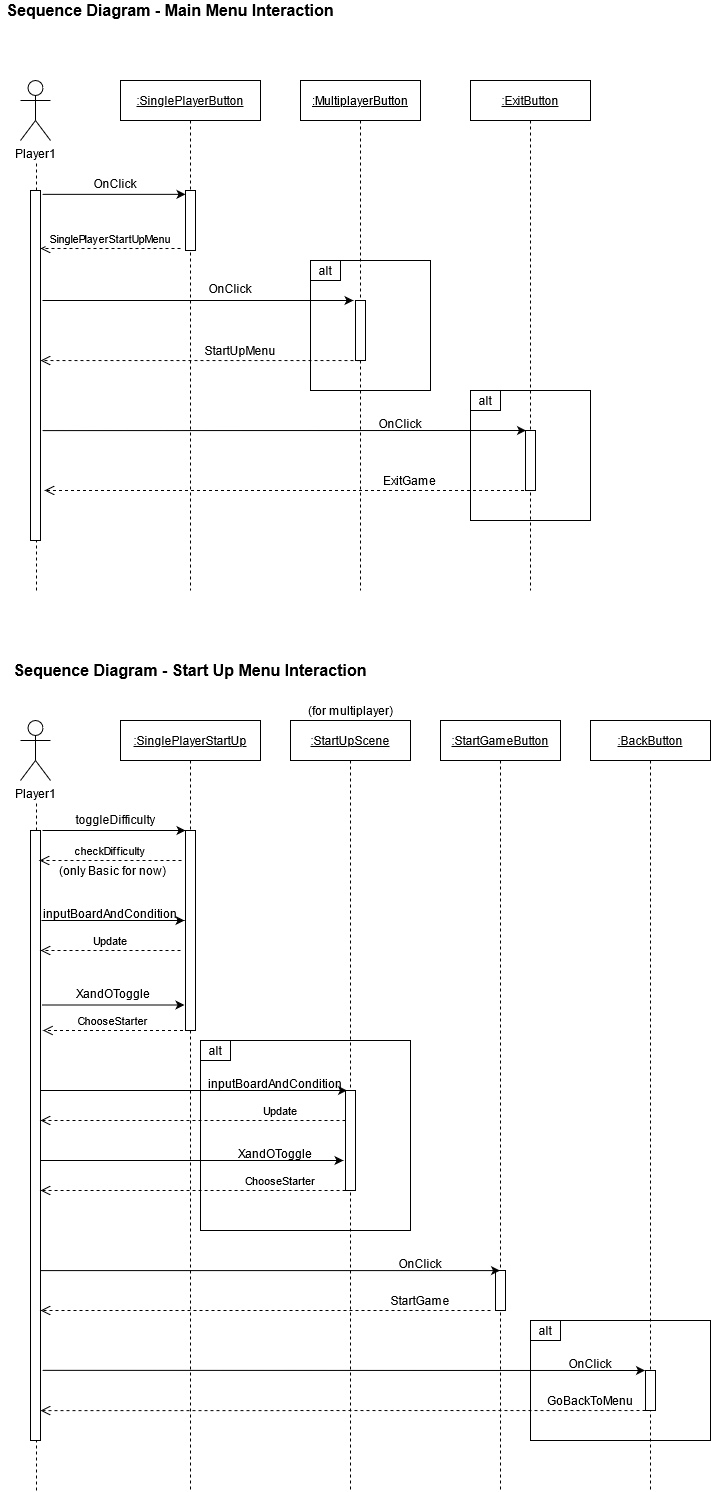 Sequence Diagram - Main Menu Interaction
:SinglePlayerButton
:MultiplayerButton
:ExitButton
Player1
OnClick
SinglePlayerStartUpMenu
alt
OnClick
StartUpMenu
alt
OnClick
ExitGame
Sequence Diagram - Start Up Menu Interaction
(for multiplayer)
:SinglePlayerStartUp
:StartUpScene
:StartGameButton
:BackButton
Player1
toggleDifficulty
checkDifficulty
(only Basic for now)
inputBoardAndCondition
Update
XandOToggle
ChooseStarter
alt
inputBoardAndCondition
Update
XandOToggle
ChooseStarter
OnClick
StartGame
alt
OnClick
GoBackToMenu